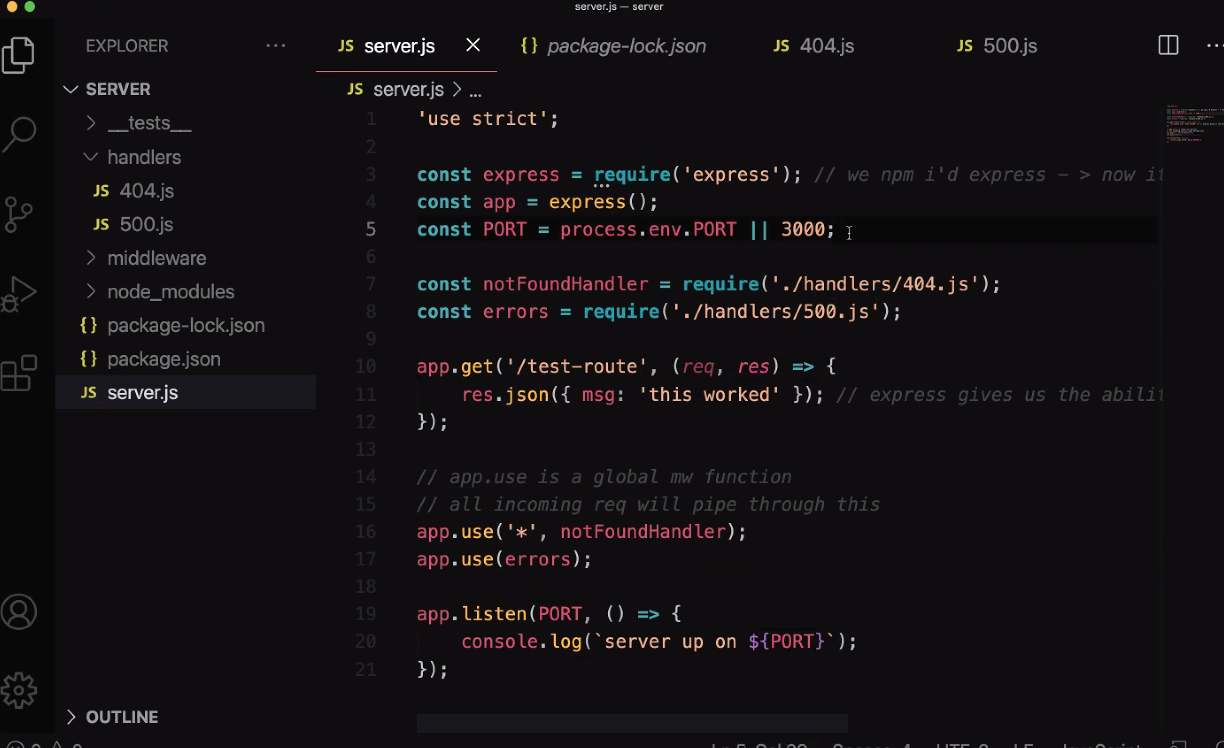 server.js — server
EXPLORER ...
JS server.js × {} package-lock.json JS 404.js JS 500.js ...
SERVER
> __tests__
handlers
JS 404.js
JS 500.js
> middleware
> node_modules
{} package-lock.json
{} package.json
JS server.js
> OUTLINE
JS server.js > ...
1 'use strict';
2
3 const express = require('express'); // we npm i'd express - > now it
4 const app = express();
5 const PORT = process.env.PORT || 3000;
6
7 const notFoundHandler = require('./handlers/404.js');
8 const errors = require('./handlers/500.js');
9
10 app.get('/test-route', (req, res) => {
11 res.json({ msg: 'this worked' }); // express gives us the abilit
12 });
13
14 // app.use is a global mw function
15 // all incoming req will pipe through this
16 app.use('*', notFoundHandler);
17 app.use(errors);
18
19 app.listen(PORT, () => {
20 console.log(`server up on ${PORT}`);
21 });